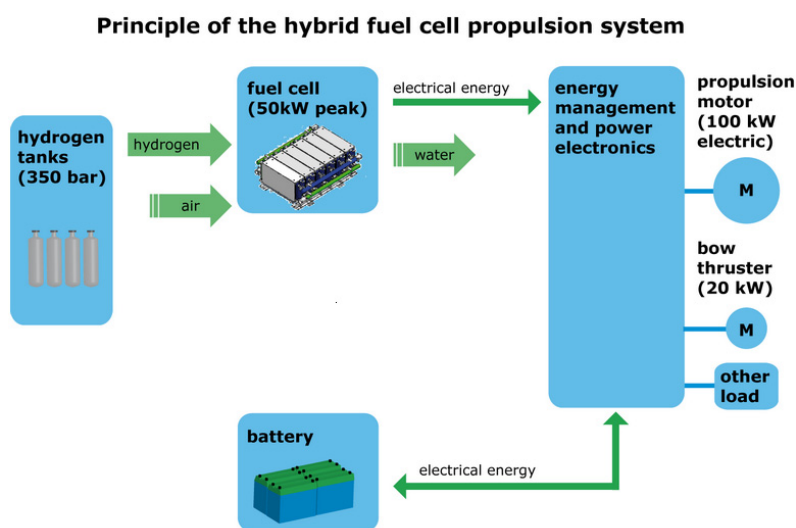 Principle of the hybrid fuel cell propulsion system
hydrogen
tanks
(350 bar)
hydrogen
air
fuel cell
(50kW peak)
electrical energy
water
energy
management
and power
electronics
propulsion
motor
(100 kW
electric)
M
bow
thruster
(20 kW)
M
other
load
battery
electrical energy